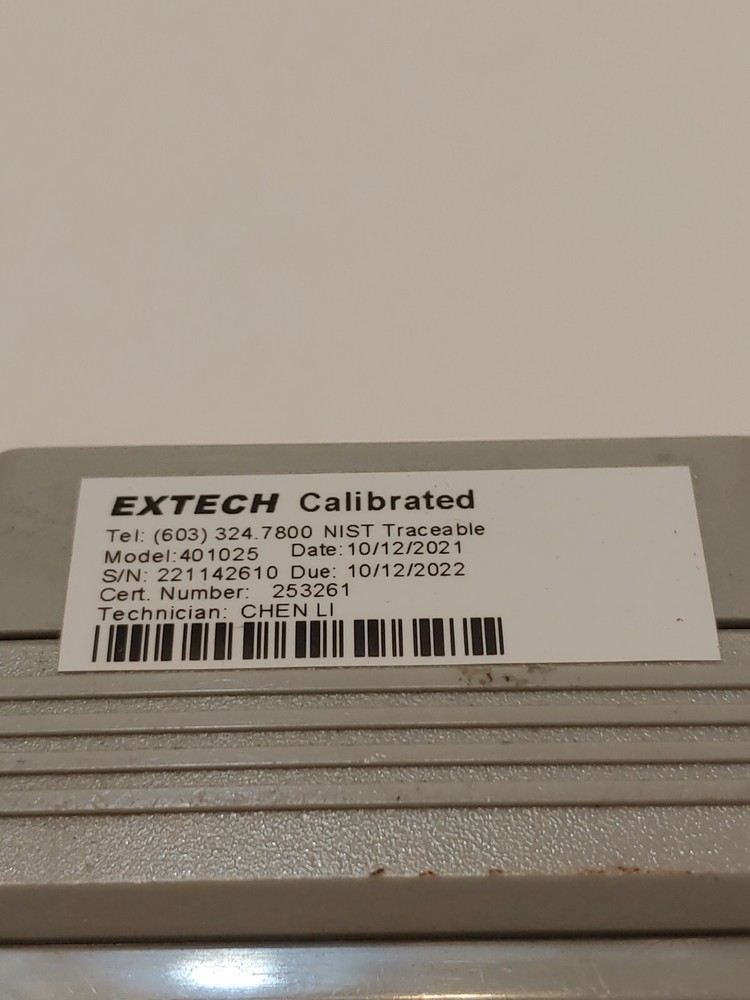 EXTECH Calibrated
Tel: (603) 324.7800 NIST Traceable
Model:401025 Date:10/12/2021
S/N: 221142610 Due: 10/12/2022
Cert. Number: 253261
Technician: CHEN LI